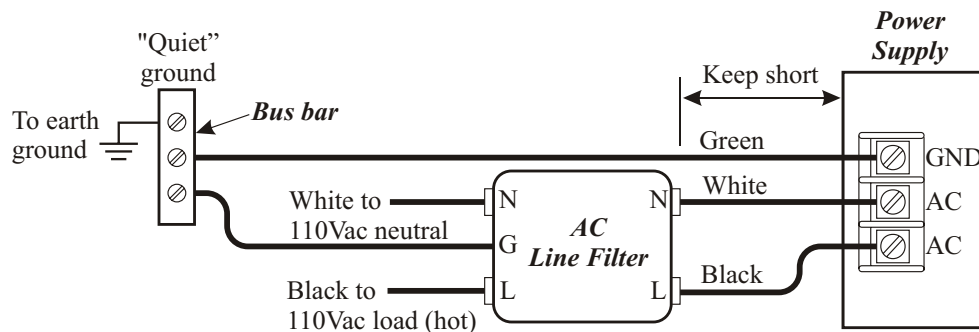 "Quiet”
ground
To earth
ground
Bus bar
Keep short
Power
Supply
Green
GND
White to
110Vac neutral
N
N
White
AC
G
AC
Line Filter
AC
Black to
110Vac load (hot)
L
L
Black